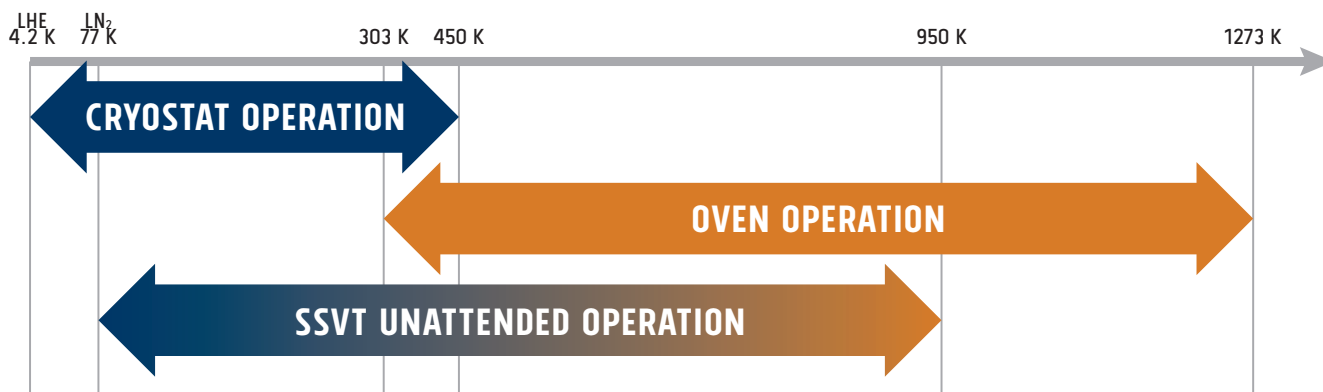 LHE LN₂
4.2 K 77 K 303 K 450 K 950 K 1273 K
CRYOSTAT OPERATION
OVEN OPERATION
SSVT UNATTENDED OPERATION